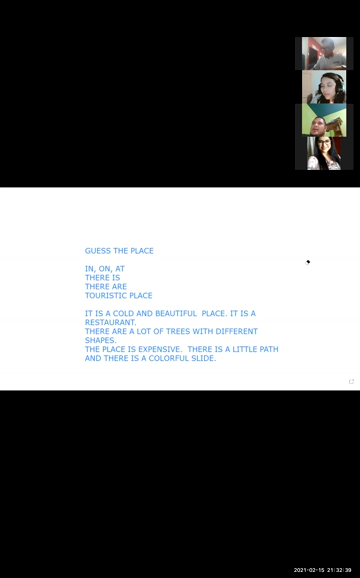 GUESS THE PLACE
IN, ON, AT
THERE IS
THERE ARE
TOURISTIC PLACE
IT IS A COLD AND BEAUTIFUL PLACE. IT IS A
RESTAURANT.
THERE ARE A LOT OF TREES WITH DIFFERENT
SHAPES.
THE PLACE IS EXPENSIVE. THERE IS A LITTLE PATH
AND THERE IS A COLORFUL SLIDE.
2021-02-15 21:32:39